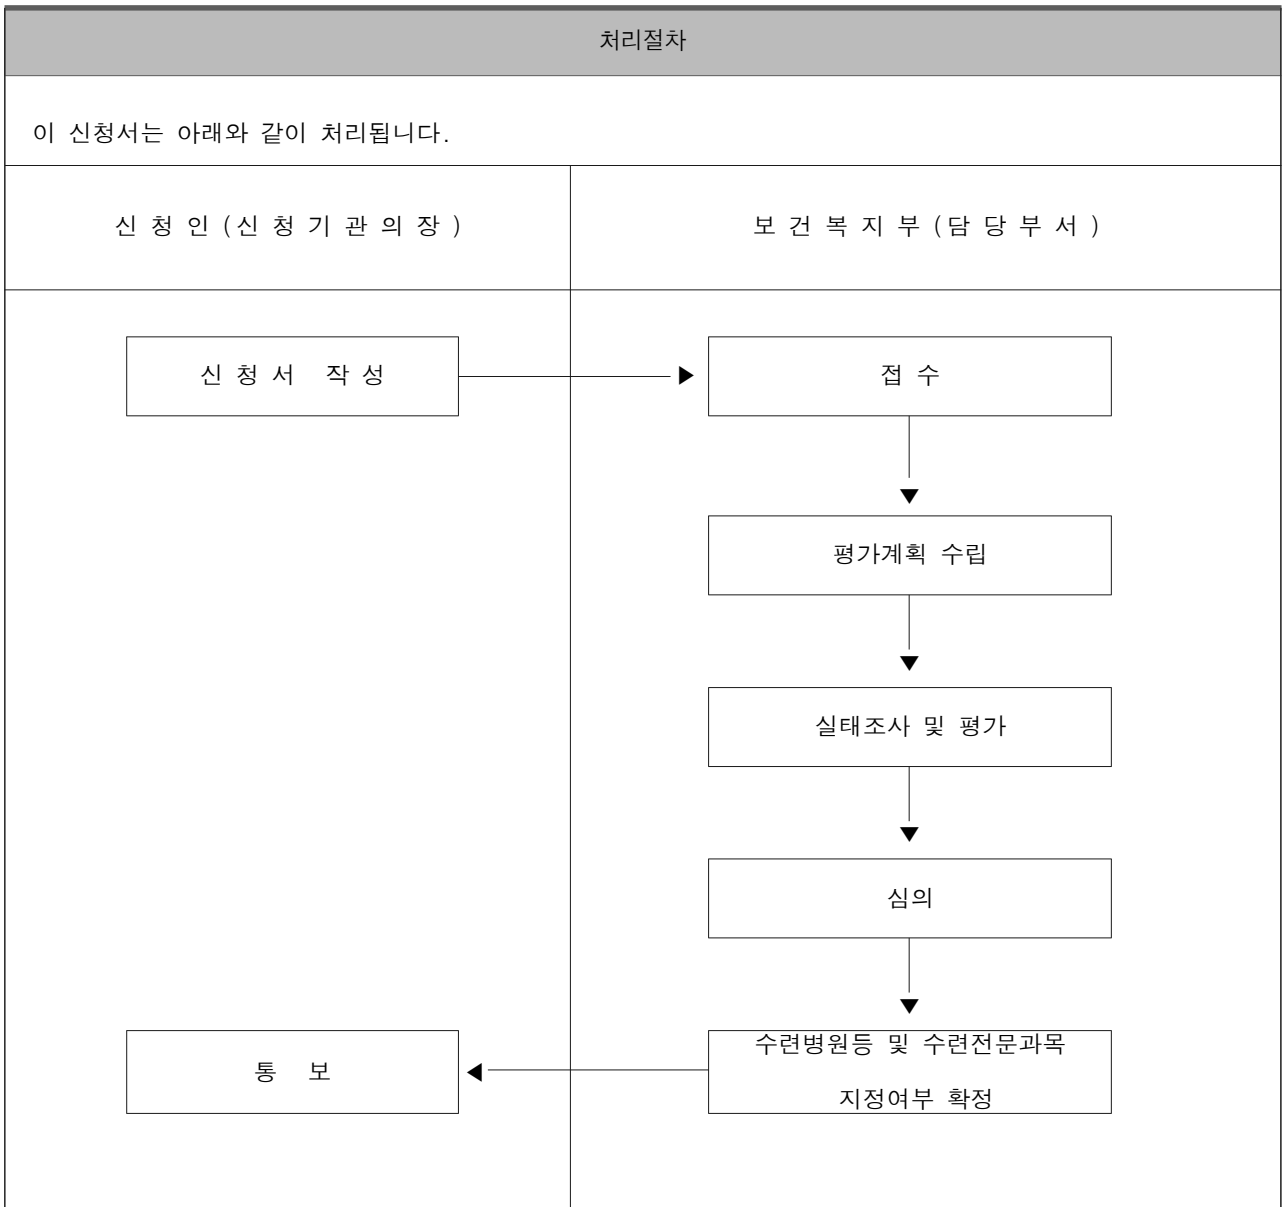 처리절차
이 신청서는 아래와 같이 처리됩니다.
신 청 인 (신 청 기 관 의 장 )
보 건 복 지 부 (담 당 부 서 )
신 청 서 작 성
접 수
평가계획 수립
실태조사 및 평가
심의
수련병원등 및 수련전문과목
지정여부 확정
통 보